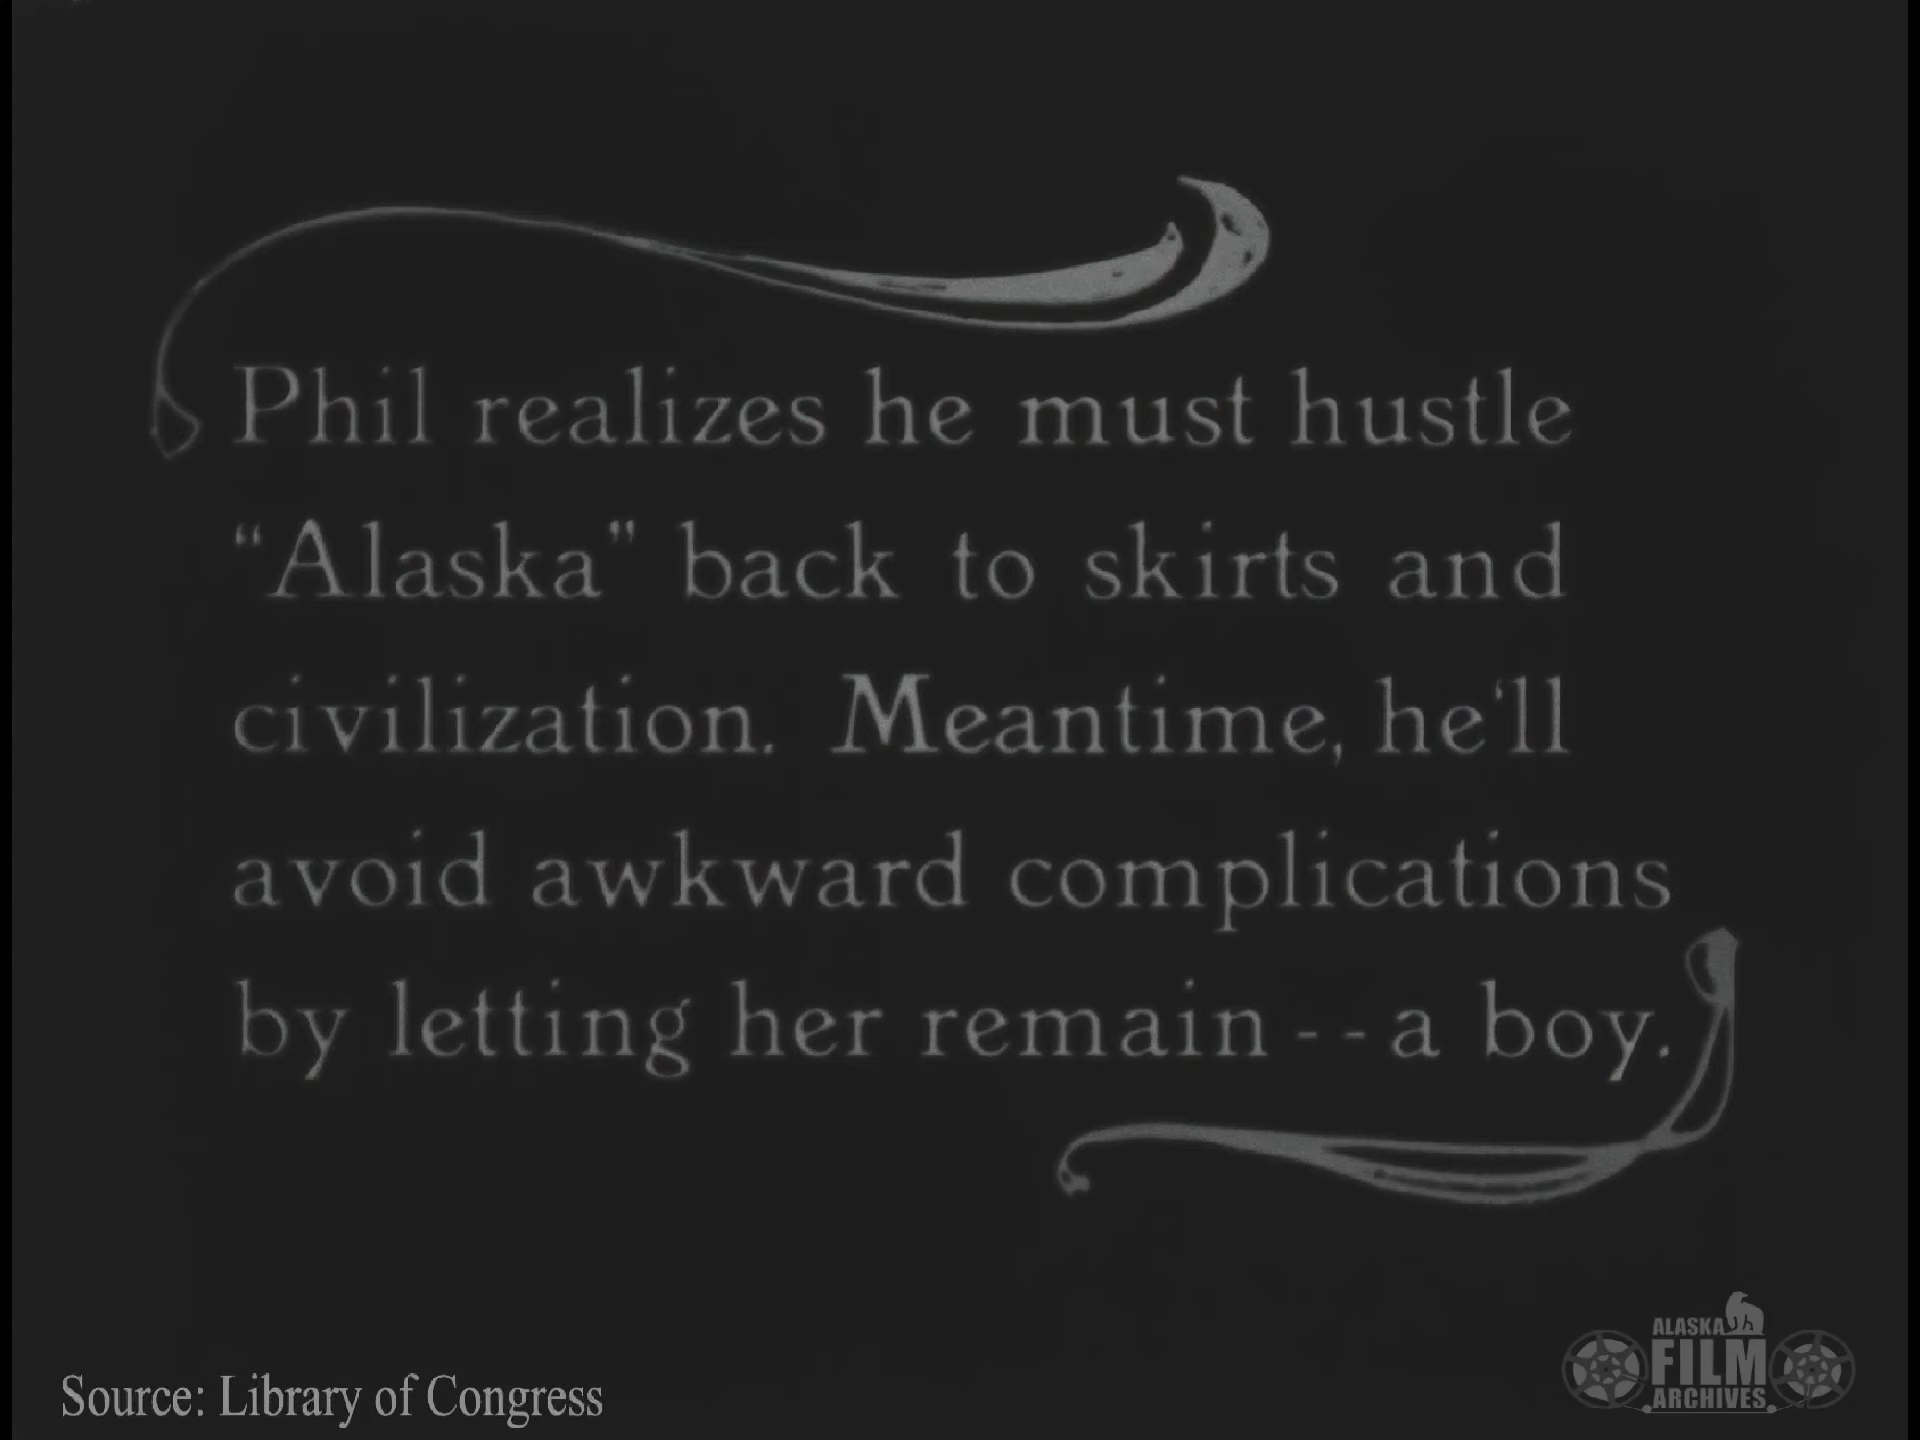 Phil realizes he must hustle
“Alaska” back to skirts and
civilization. Meantime, he'll
avoid awkward complications
by letting her remain -- a boy.
Source: Library of Congress
ALASKA
FILM
ARCHIVES